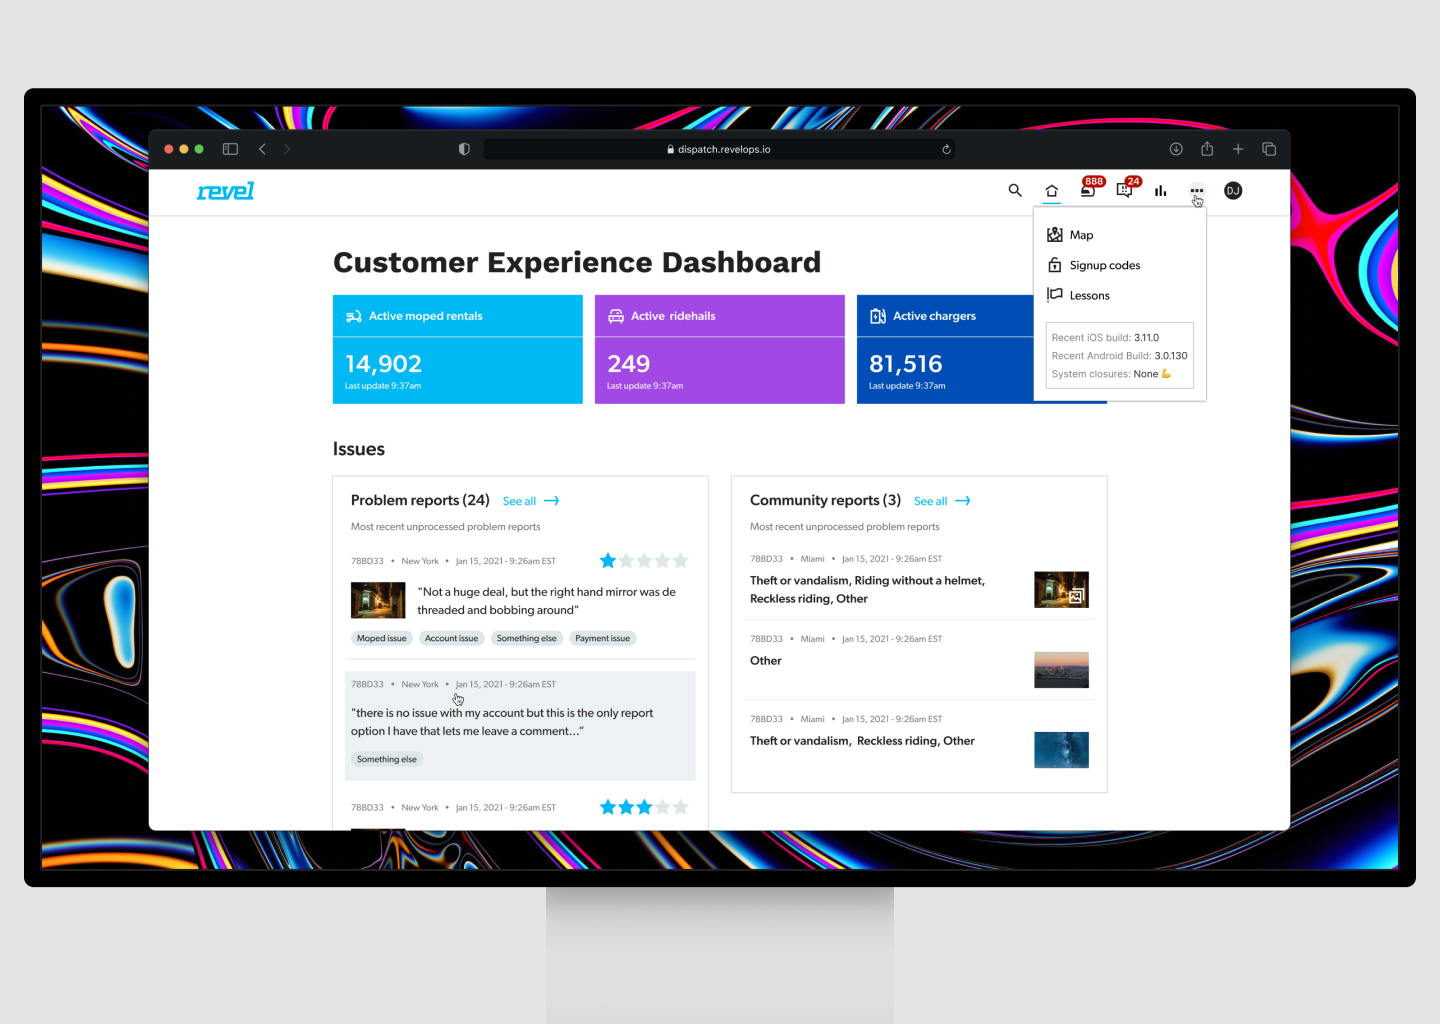 dispatch.revelops.io
revel
888
24
DJ
Map
Signup codes
Lessons
Recent iOS build: 3.11.0
Recent Android Build: 3.0.130
System closures: None 💪
Customer Experience Dashboard
Active moped rentals
14,902
Last update 9:37am
Active ridehails
249
Last update 9:37am
Active chargers
81,516
Last update 9:37am
Issues
Problem reports (24)
See all →
Most recent unprocessed problem reports
78BD33 • New York • Jan 15, 2021 - 9:26am EST
"Not a huge deal, but the right hand mirror was de
threaded and bobbing around"
Moped issue
Account issue
Something else
Payment issue
78BD33 • New York • Jan 15, 2021 - 9:26am EST
"there is no issue with my account but this is the only report
option I have that lets me leave a comment..."
Something else
78BD33 • New York • Jan 15, 2021 - 9:26am EST
Community reports (3)
See all →
Most recent unprocessed problem reports
78BD33 • Miami • Jan 15, 2021 - 9:26am EST
Theft or vandalism, Riding without a helmet,
Reckless riding, Other
78BD33 • Miami • Jan 15, 2021 - 9:26am EST
Other
78BD33 • Miami • Jan 15, 2021 - 9:26am EST
Theft or vandalism, Reckless riding, Other